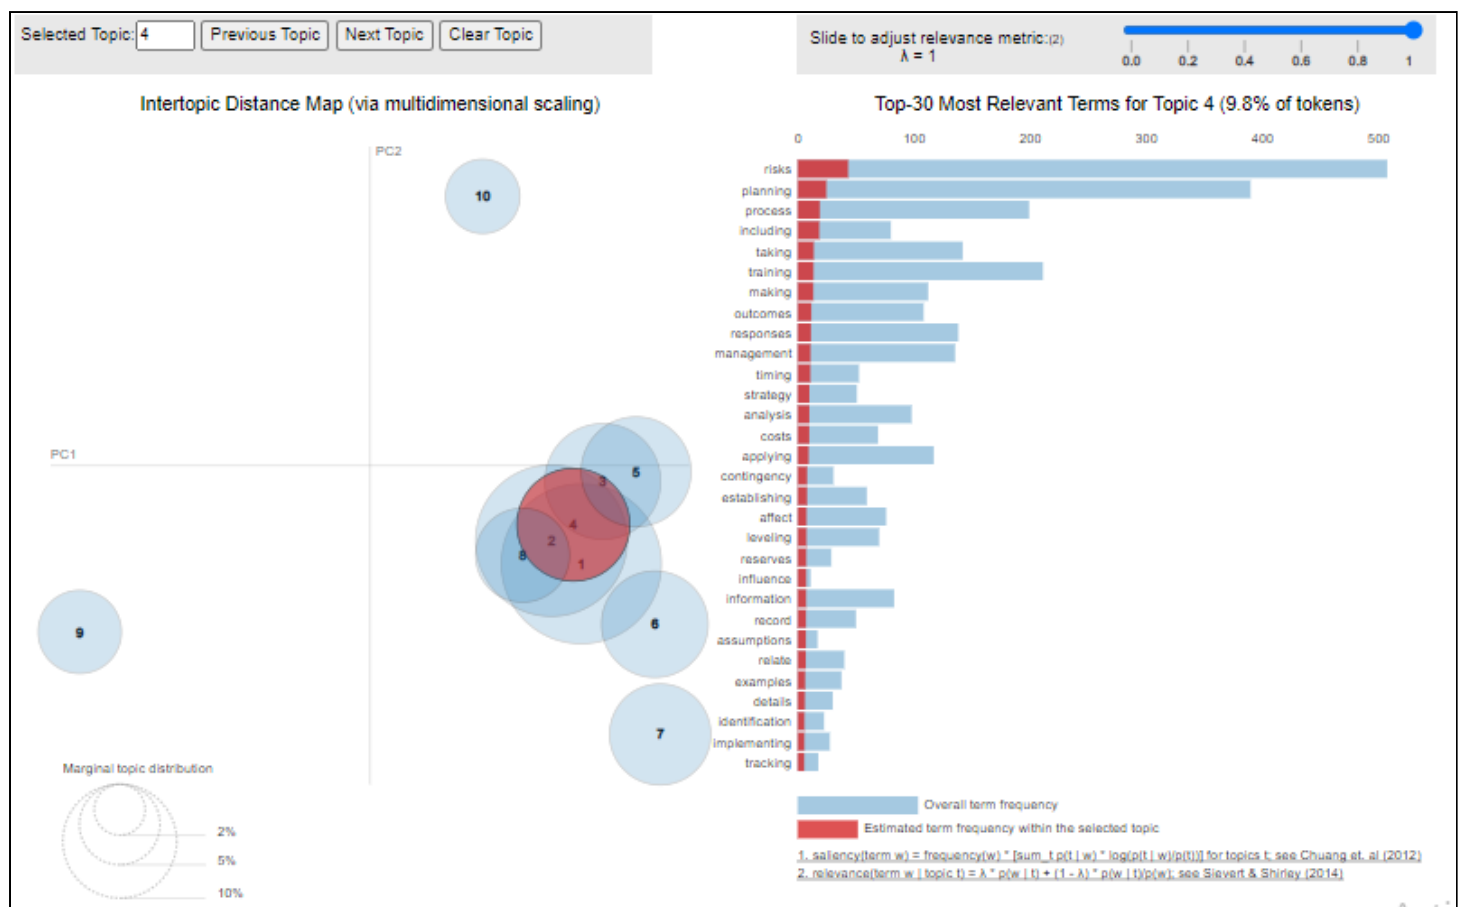 Selected Topic: 4 Previous Topic Next Topic Clear Topic
Slide to adjust relevance metric:(2)
λ = 1
0.0 0.2 0.4 0.6 0.8 1
Intertopic Distance Map (via multidimensional scaling)
PC2
PC1
10
5
3
4
2
8
1
6
9
7
Marginal topic distribution
2%
5%
10%
Top-30 Most Relevant Terms for Topic 4 (9.8% of tokens)
0 100 200 300 400 500
risks
planning
process
including
taking
training
making
outcomes
responses
management
timing
strategy
analysis
costs
applying
contingency
establishing
affect
leveling
reserves
influence
information
record
assumptions
relate
examples
details
identification
implementing
tracking
Overall term frequency
Estimated term frequency within the selected topic
1. saliency(term w) = frequency(w) * [sum_t p(t | w) * log(p(t | w)/p(t))] for topics t; see Chuang et. al (2012)
2. relevance(term w | topic t) = λ * p(w | t) + (1 - λ) * p(w | t)/p(w); see Sievert & Shirley (2014)